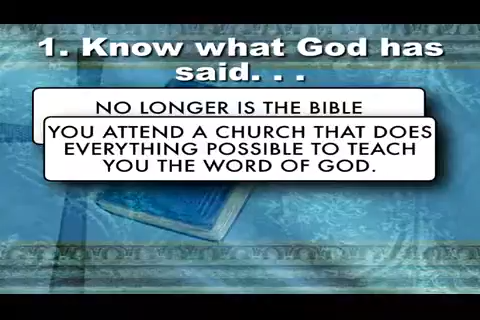 1. Know what God has
said. . .
NO LONGER IS THE BIBLE
YOU ATTEND A CHURCH THAT DOES
EVERYTHING POSSIBLE TO TEACH
YOU THE WORD OF GOD.